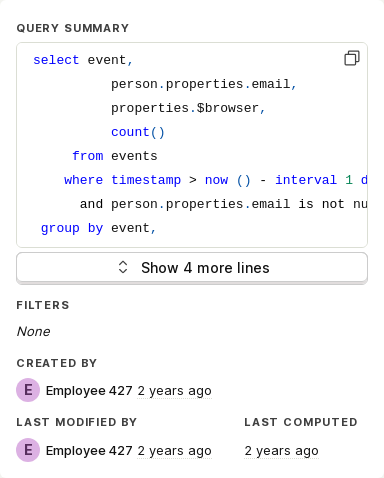 QUERY SUMMARY
select event,
person.properties.email,
properties.$browser,
count()
from events
where timestamp > now () - interval 1
and person.properties.email is not
group by event,
Show 4 more lines
FILTERS
None
CREATED BY
E Employee 427 2 years ago
LAST MODIFIED BY LAST COMPUTED
E Employee 427 2 years ago 2 years ago